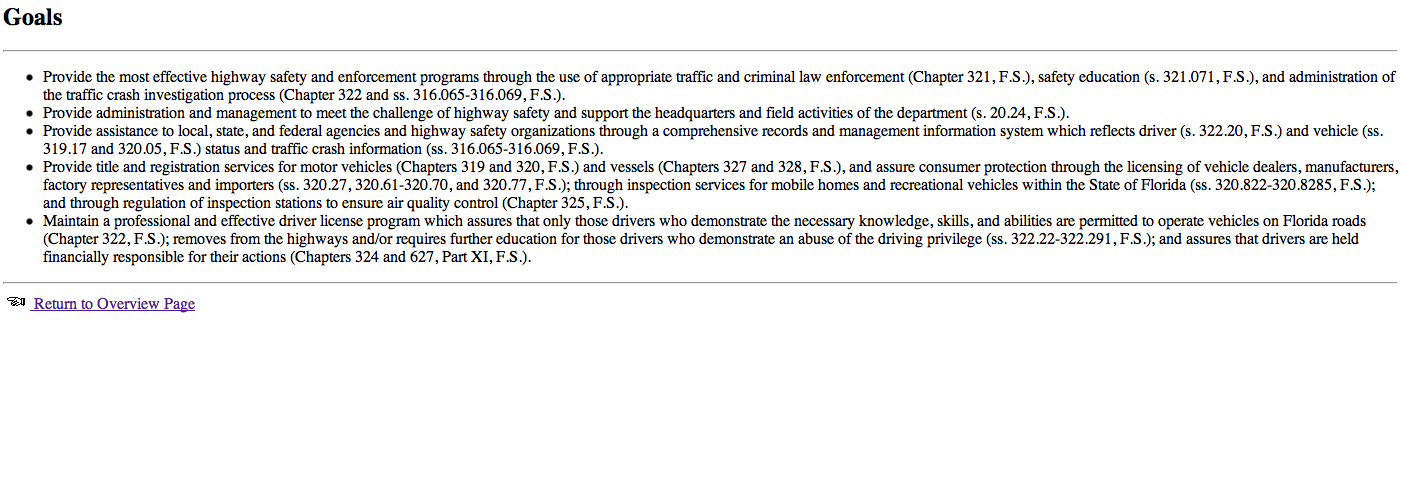 Goals
Provide the most effective highway safety and enforcement programs through the use of appropriate traffic and criminal law enforcement (Chapter 321, F.S.), safety education (s. 321.071, F.S.), and administration of
the traffic crash investigation process (Chapter 322 and ss. 316.065-316.069, F.S.).
Provide administration and management to meet the challenge of highway safety and support the headquarters and field activities of the department (s. 20.24, F.S.).
Provide assistance to local, state, and federal agencies and highway safety organizations through a comprehensive records and management information system which reflects driver (s. 322.20, F.S.) and vehicle (ss.
319.17 and 320.05, F.S.) status and traffic crash information (ss. 316.065-316.069, F.S.).
Provide title and registration services for motor vehicles (Chapters 319 and 320, F.S.) and vessels (Chapters 327 and 328, F.S.), and assure consumer protection through the licensing of vehicle dealers, manufacturers,
factory representatives and importers (ss. 320.27, 320.61-320.70, and 320.77, F.S.); through inspection services for mobile homes and recreational vehicles within the State of Florida (ss. 320.822-320.8285, F.S.);
and through regulation of inspection stations to ensure air quality control (Chapter 325, F.S.).
Maintain a professional and effective driver license program which assures that only those drivers who demonstrate the necessary knowledge, skills, and abilities are permitted to operate vehicles on Florida roads
(Chapter 322, F.S.); removes from the highways and/or requires further education for those drivers who demonstrate an abuse of the driving privilege (ss. 322.22-322.291, F.S.); and assures that drivers are held
financially responsible for their actions (Chapters 324 and 627, Part XI, F.S.).
Return to Overview Page